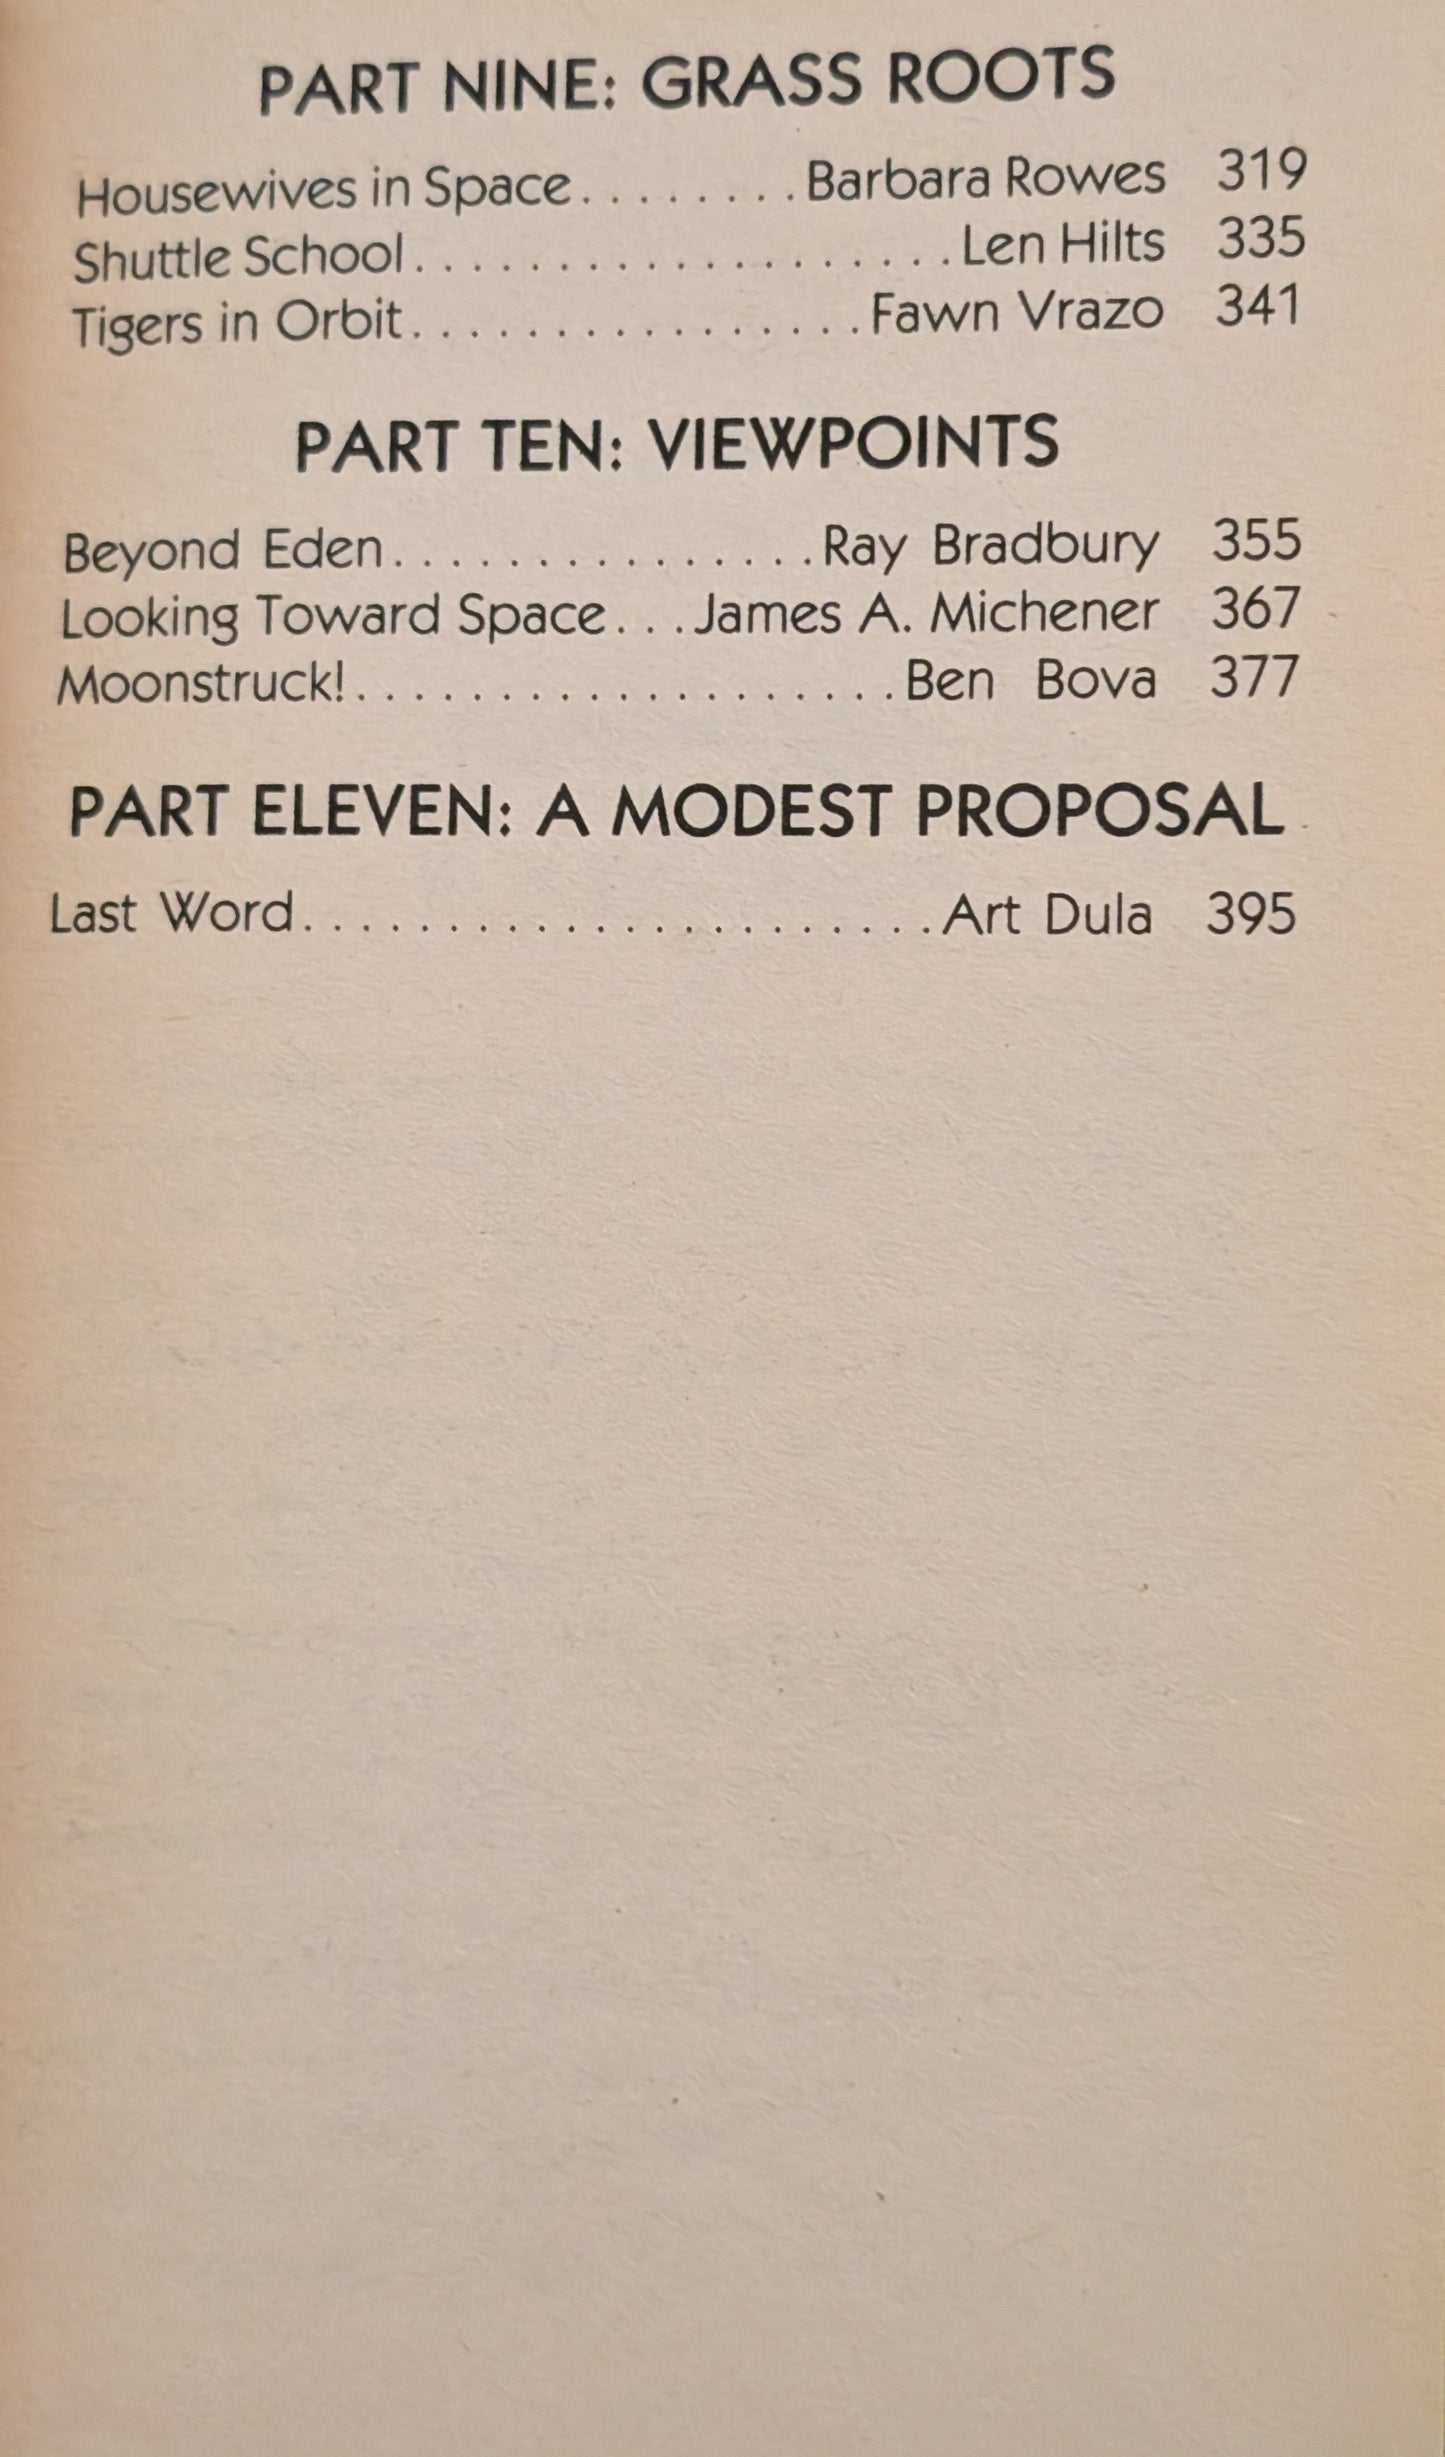 PART NINE: GRASS ROOTS
Housewives in Space........Barbara Rowes 319
Shuttle School...................Len Hilts 335
Tigers in Orbit................Fawn Vrazo 341
PART TEN: VIEWPOINTS
Beyond Eden...............Ray Bradbury 355
Looking Toward Space...James A. Michener 367
Moonstruck!...................Ben Bova 377
PART ELEVEN: A MODEST PROPOSAL
Last Word......................Art Dula 395